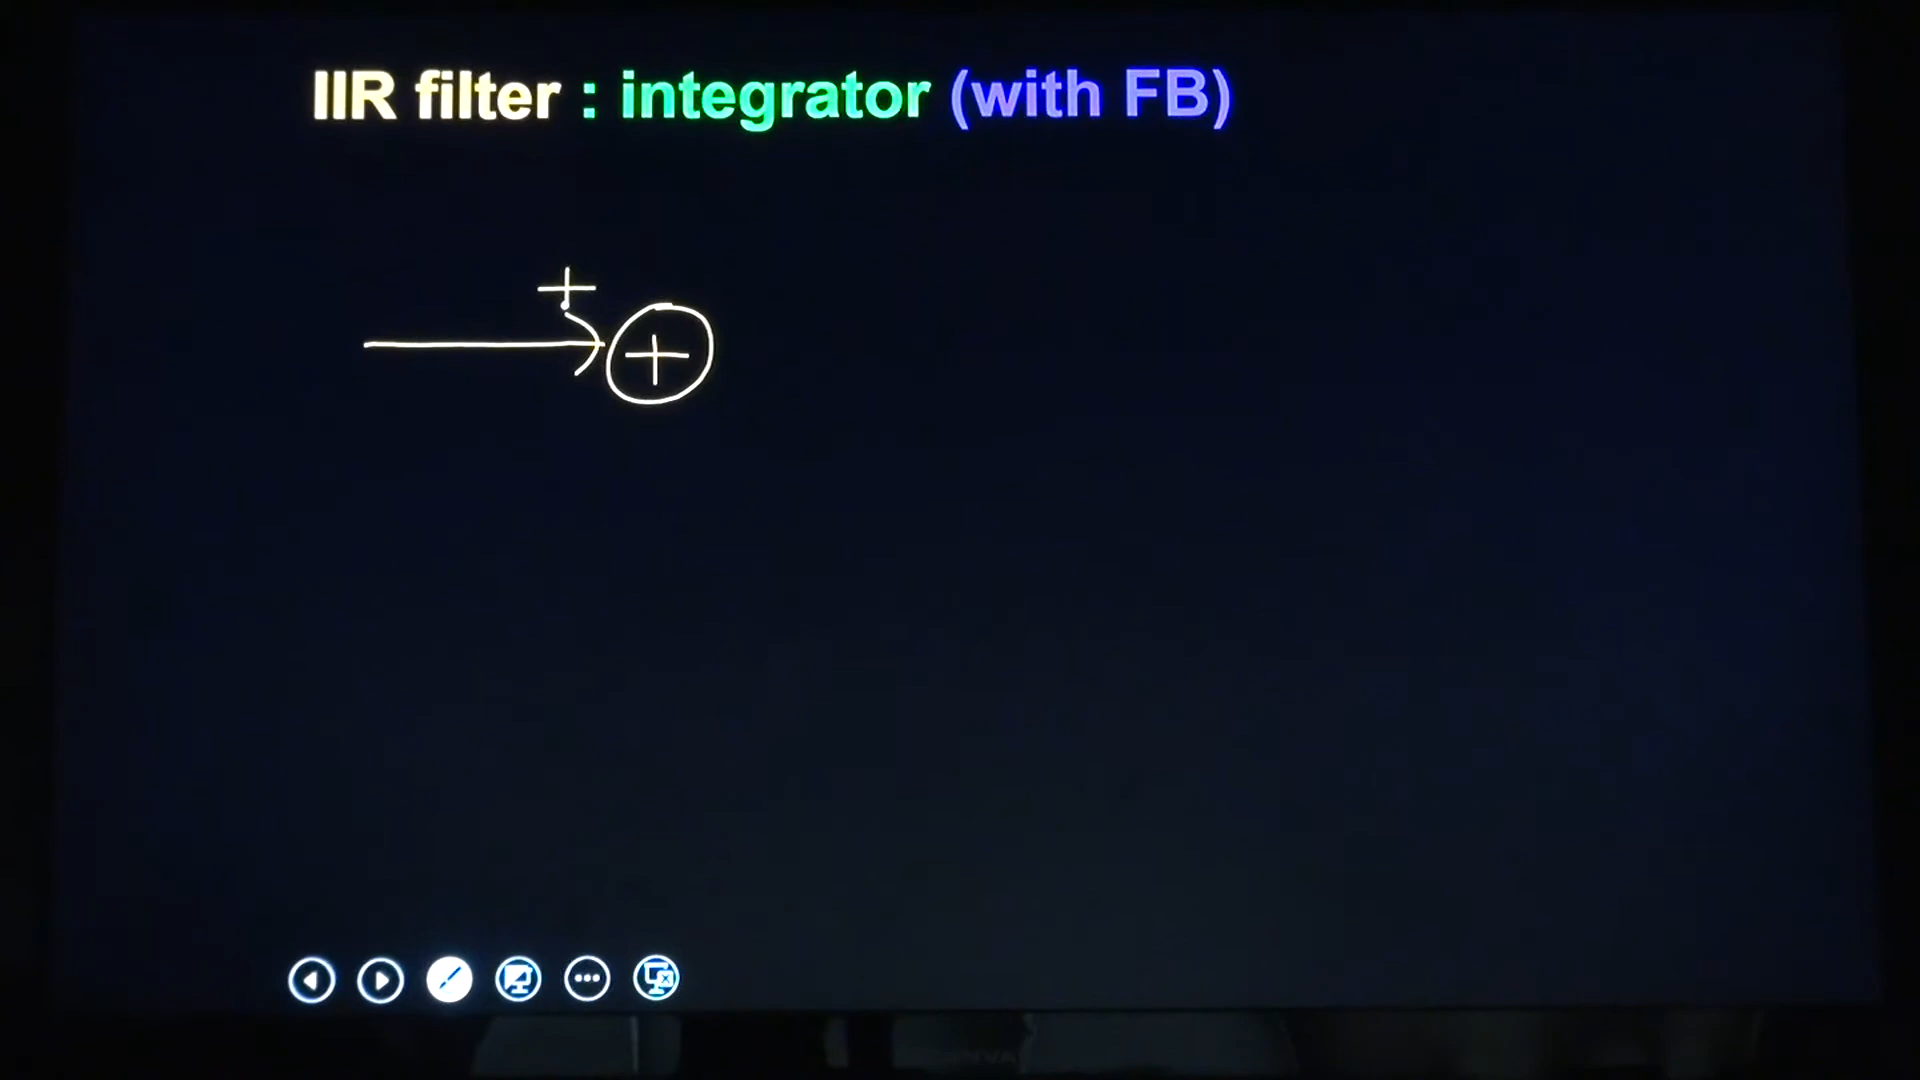 IIR filter : integrator (with FB)
+
+